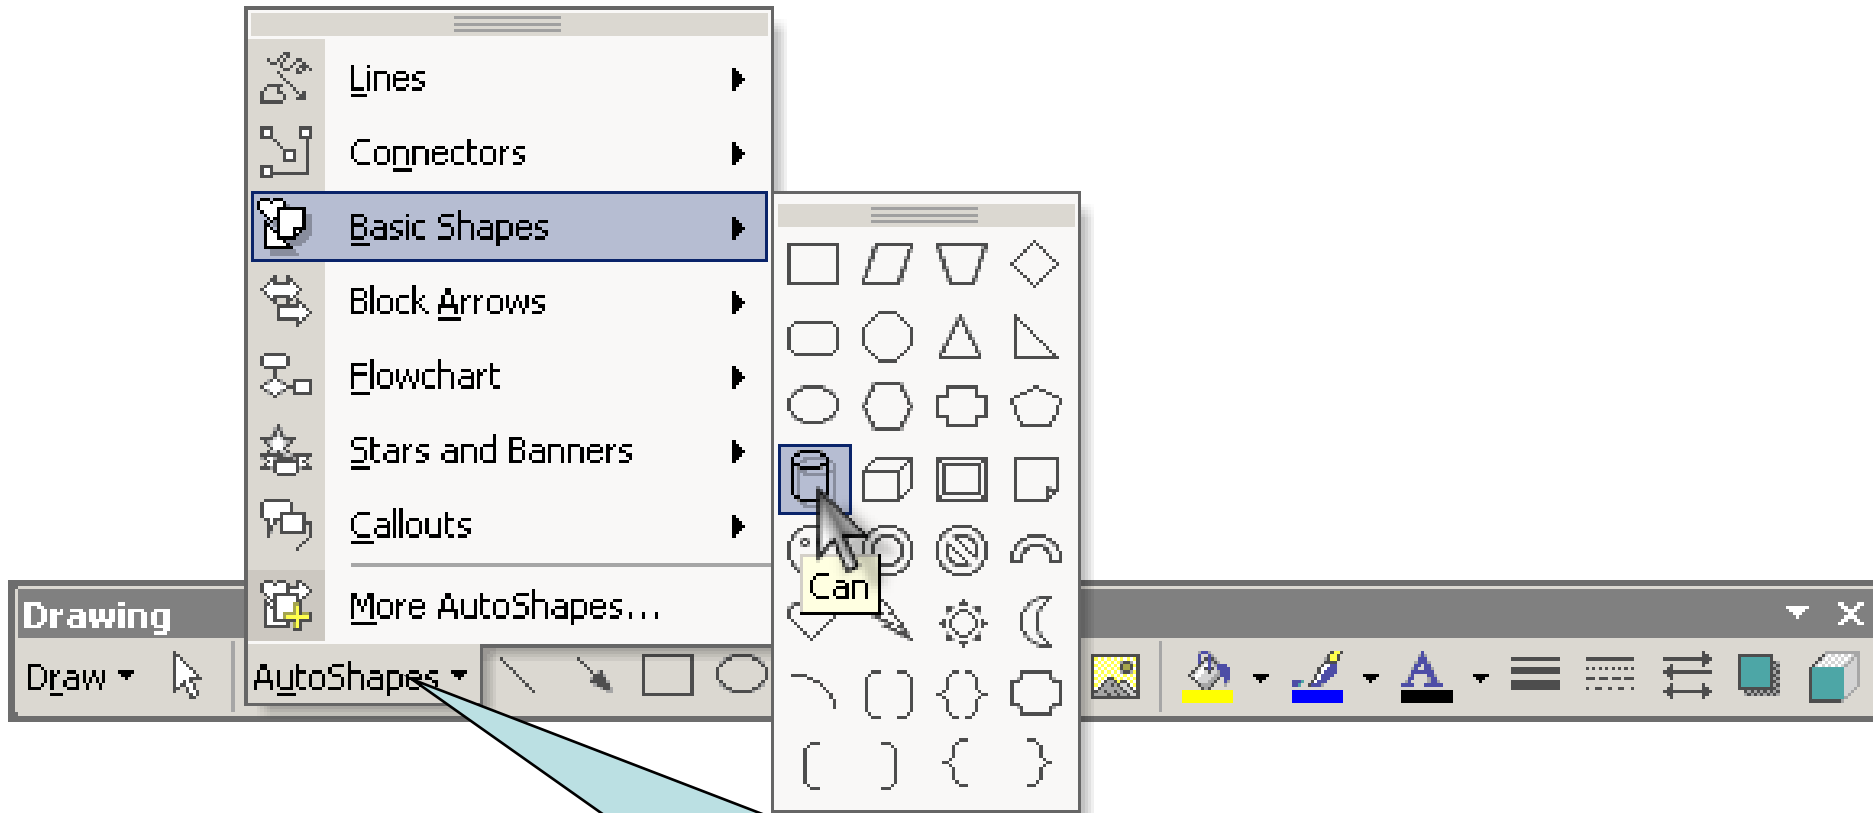 Lines
Connectors
Basic Shapes
Block Arrows
Flowchart
Stars and Banners
Callouts
More AutoShapes...
Can
Drawing
Draw
AutoShapes